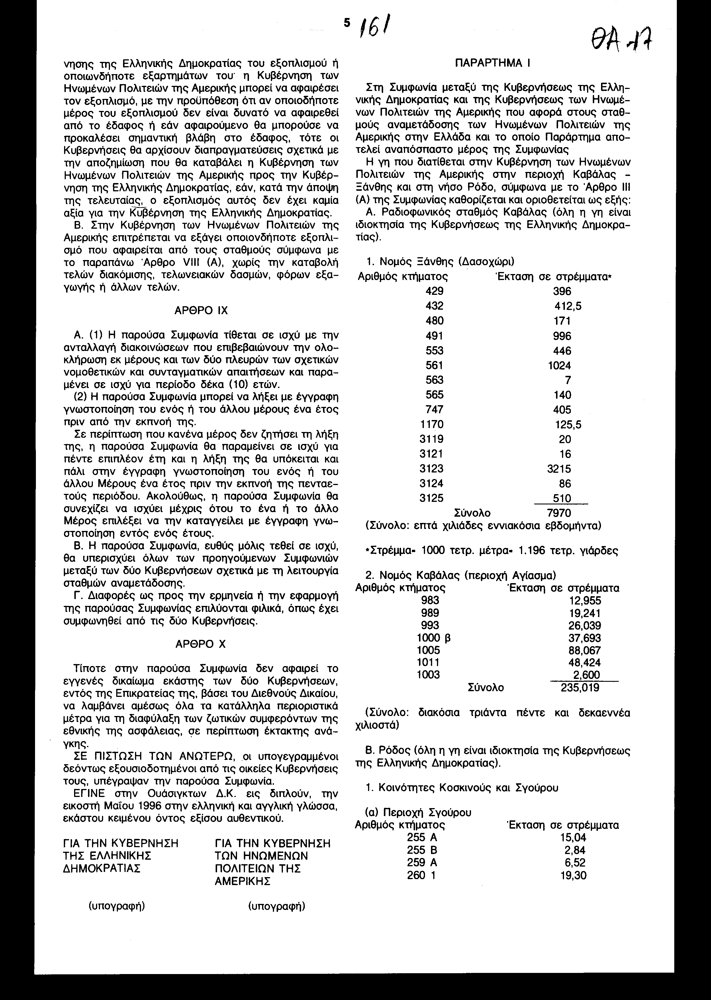 5
161
ΘΑ-17
νησης της Ελληνικής Δημοκρατίας του εξοπλισμού ή
οποιωνδήποτε εξαρτημάτων του· η Κυβέρνηση των
Ηνωμένων Πολιτειών της Αμερικής μπορεί να αφαιρέσει
τον εξοπλισμό, με την προϋπόθεση ότι αν οποιοδήποτε
μέρος του εξοπλισμού δεν είναι δυνατό να αφαιρεθεί
από το έδαφος ή εάν αφαιρούμενο θα μπορούσε να
προκαλέσει σημαντική βλάβη στο έδαφος, τότε οι
Κυβερνήσεις θα αρχίσουν διαπραγματεύσεις σχετικά με
την αποζημίωση που θα καταβάλει η Κυβέρνηση των
Ηνωμένων Πολιτειών της Αμερικής προς την Κυβέρ-
νηση της Ελληνικής Δημοκρατίας, εάν, κατά την άποψη
της τελευταίας, ο εξοπλισμός αυτός δεν έχει καμία
αξία για την Κυβέρνηση της Ελληνικής Δημοκρατίας.
Β. Στην Κυβέρνηση των Ηνωμένων Πολιτειών της
Αμερικής επιτρέπεται να εξάγει οποιονδήποτε εξοπλι-
σμό που αφαιρείται από τους σταθμούς σύμφωνα με
το παραπάνω 'Αρθρο VIII (Α), χωρίς την καταβολή
τελών διακόμισης, τελωνειακών δασμών, φόρων εξα-
γωγής ή άλλων τελών.
ΑΡΘΡΟ ΙΧ
Α. (1) Η παρούσα Συμφωνία τίθεται σε ισχύ με την
ανταλλαγή διακοινώσεων που επιβεβαιώνουν την ολο-
κλήρωση εκ μέρους και των δύο πλευρών των σχετικών
νομοθετικών και συνταγματικών απαιτήσεων και παρα-
μένει σε ισχύ για περίοδο δέκα (10) ετών.
(2) Η παρούσα Συμφωνία μπορεί να λήξει με έγγραφη
γνωστοποίηση του ενός ή του άλλου μέρους ένα έτος
πριν από την εκπνοή της.
Σε περίπτωση που κανένα μέρος δεν ζητήσει τη λήξη
της, η παρούσα Συμφωνία θα παραμείνει σε ισχύ για
πέντε επιπλέον έτη και η λήξη της θα υπόκειται και
πάλι στην έγγραφη γνωστοποίηση του ενός ή του
άλλου Μέρους ένα έτος πριν την εκπνοή της πενταε-
τούς περιόδου. Ακολούθως, η παρούσα Συμφωνία θα
συνεχίζει να ισχύει μέχρις ότου το ένα ή το άλλο
Μέρος επιλέξει να την καταγγείλει με έγγραφη γνω-
στοποίηση εντός ενός έτους.
Β. Η παρούσα Συμφωνία, ευθύς μόλις τεθεί σε ισχύ,
θα υπερισχύει όλων των προηγούμενων Συμφωνιών
μεταξύ των δύο Κυβερνήσεων σχετικά με τη λειτουργία
σταθμών αναμετάδοσης.
Γ. Διαφορές ως προς την ερμηνεία ή την εφαρμογή
της παρούσας Συμφωνίας επιλύονται φιλικά, όπως έχει
συμφωνηθεί από τις δύο Κυβερνήσεις.
ΑΡΘΡΟ Χ
Τίποτε στην παρούσα Συμφωνία δεν αφαιρεί το
εγγενές δικαίωμα εκάστης των δύο Κυβερνήσεων,
εντός της Επικρατείας της, βάσει του Διεθνούς Δικαίου,
να λαμβάνει αμέσως όλα τα κατάλληλα περιοριστικά
μέτρα για τη διαφύλαξη των ζωτικών συμφερόντων της
εθνικής της ασφάλειας, σε περίπτωση έκτακτης ανά-
γκης.
ΣΕ ΠΙΣΤΩΣΗ ΤΩΝ ΑΝΩΤΕΡΩ, οι υπογεγραμμένοι
δεόντως εξουσιοδοτημένοι από τις οικείες Κυβερνήσεις
τους, υπέγραψαν την παρούσα Συμφωνία.
ΕΓΙΝΕ στην Ουάσιγκτων Δ.Κ. εις διπλούν, την
εικοστή Μαΐου 1996 στην ελληνική και αγγλική γλώσσα,
εκάστου κειμένου όντος εξίσου αυθεντικού.
ΓΙΑ ΤΗΝ ΚΥΒΕΡΝΗΣΗ
ΤΗΣ ΕΛΛΗΝΙΚΗΣ
ΔΗΜΟΚΡΑΤΙΑΣ
(υπογραφή)
ΓΙΑ ΤΗΝ ΚΥΒΕΡΝΗΣΗ
ΤΩΝ ΗΝΩΜΕΝΩΝ
ΠΟΛΙΤΕΙΩΝ ΤΗΣ
ΑΜΕΡΙΚΗΣ
(υπογραφή)
ΠΑΡΑΡΤΗΜΑ Ι
Στη Συμφωνία μεταξύ της Κυβερνήσεως της Ελλη-
νικής Δημοκρατίας και της Κυβερνήσεως των Ηνωμέ-
νων Πολιτειών της Αμερικής που αφορά στους σταθ-
μούς αναμετάδοσης των Ηνωμένων Πολιτειών της
Αμερικής στην Ελλάδα και το οποίο Παράρτημα απο-
τελεί αναπόσπαστο μέρος της Συμφωνίας
Η γη που διατίθεται στην Κυβέρνηση των Ηνωμένων
Πολιτειών της Αμερικής στην περιοχή Καβάλας -
Ξάνθης και στη νήσο Ρόδο, σύμφωνα με το 'Αρθρο ΙΙΙ
(Α) της Συμφωνίας καθορίζεται και οριοθετείται ως εξής:
Α. Ραδιοφωνικός σταθμός Καβάλας (όλη η γη είναι
ιδιοκτησία της Κυβερνήσεως της Ελληνικής Δημοκρα-
τίας).
1. Νομός Ξάνθης (Δασοχώρι)
Αριθμός κτήματος 'Εκταση σε στρέμματα*
429 396
432 412,5
480 171
491 996
553 446
561 1024
563 7
565 140
747 405
1170 125,5
3119 20
3121 16
3123 3215
3124 86
3125 510
Σύνολο 7970
(Σύνολο: επτά χιλιάδες εννιακόσια εβδομήντα)
*Στρέμμα= 1000 τετρ. μέτρα= 1.196 τετρ. γιάρδες
2. Νομός Καβάλας (περιοχή Αγίασμα)
Αριθμός κτήματος 'Εκταση σε στρέμματα
983 12,955
989 19,241
993 26,039
1000 β 37,693
1005 88,067
1011 48,424
1003 2,600
Σύνολο 235,019
(Σύνολο: διακόσια τριάντα πέντε και δεκαεννέα
χιλιοστά)
Β. Ρόδος (όλη η γη είναι ιδιοκτησία της Κυβερνήσεως
της Ελληνικής Δημοκρατίας).
1. Κοινότητες Κοσκινούς και Σγούρου
(α) Περιοχή Σγούρου
Αριθμός κτήματος 'Εκταση σε στρέμματα
255 Α 15,04
255 Β 2,84
259 Α 6,52
260 1 19,30